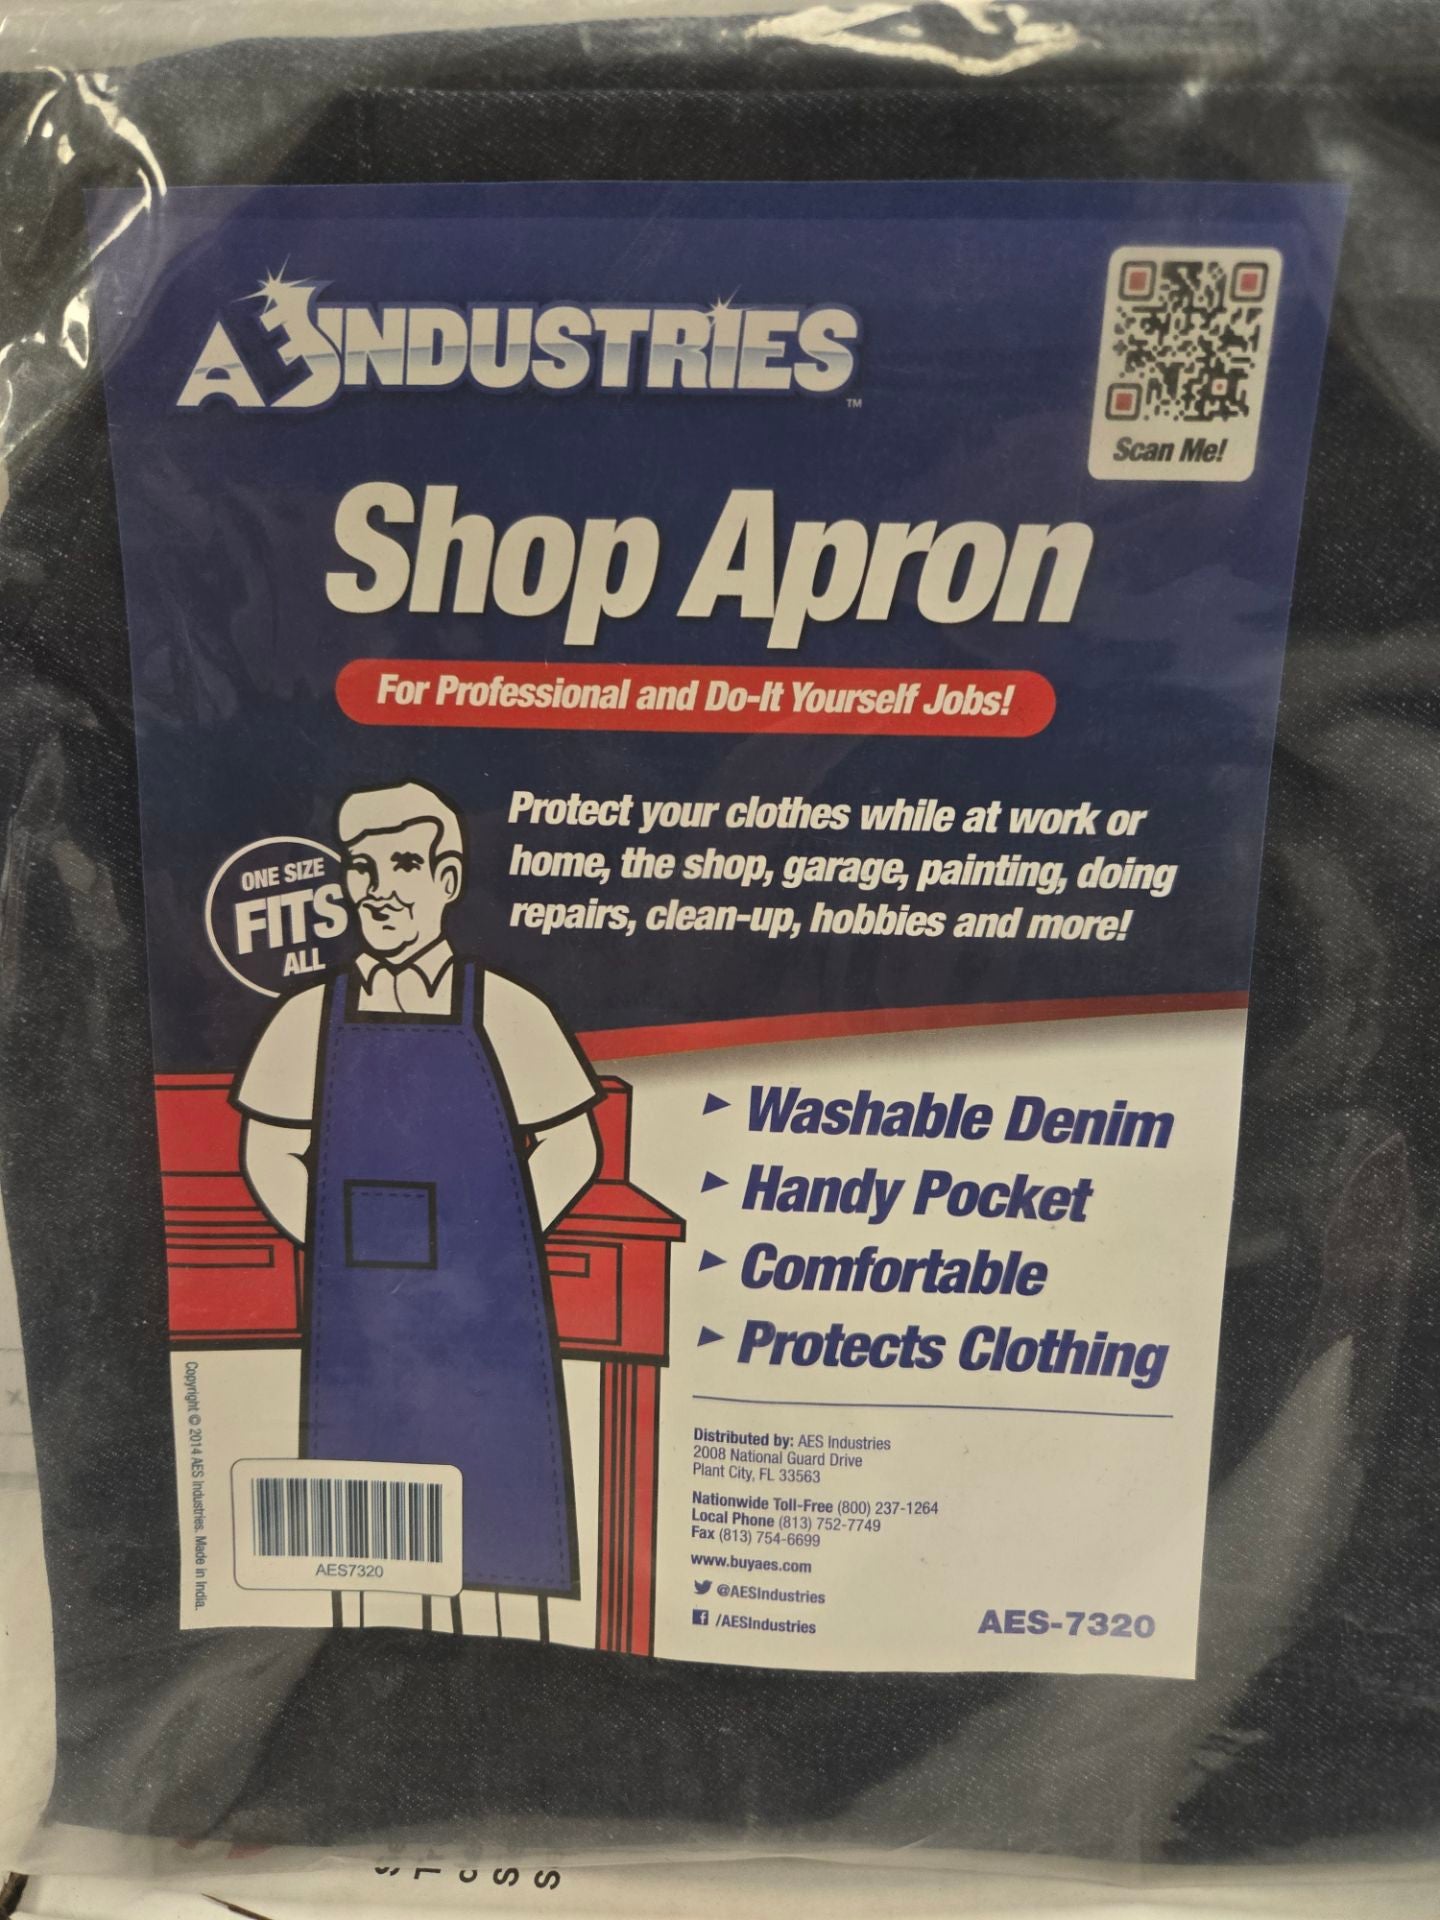 AES INDUSTRIES™
Scan Me!
Shop Apron
For Professional and Do-It Yourself Jobs!
Protect your clothes while at work or
home, the shop, garage, painting, doing
repairs, clean-up, hobbies and more!
ONE SIZE
FITS
ALL
▸ Washable Denim
▸ Handy Pocket
▸ Comfortable
▸ Protects Clothing
Distributed by: AES Industries
2008 National Guard Drive
Plant City, FL 33563
Nationwide Toll-Free (800) 237-1264
Local Phone (813) 752-7749
Fax (813) 754-6699
www.buyaes.com
@AESIndustries
/AESIndustries
AES-7320
Copyright © 2014 AES Industries. Made in India.
AES7320